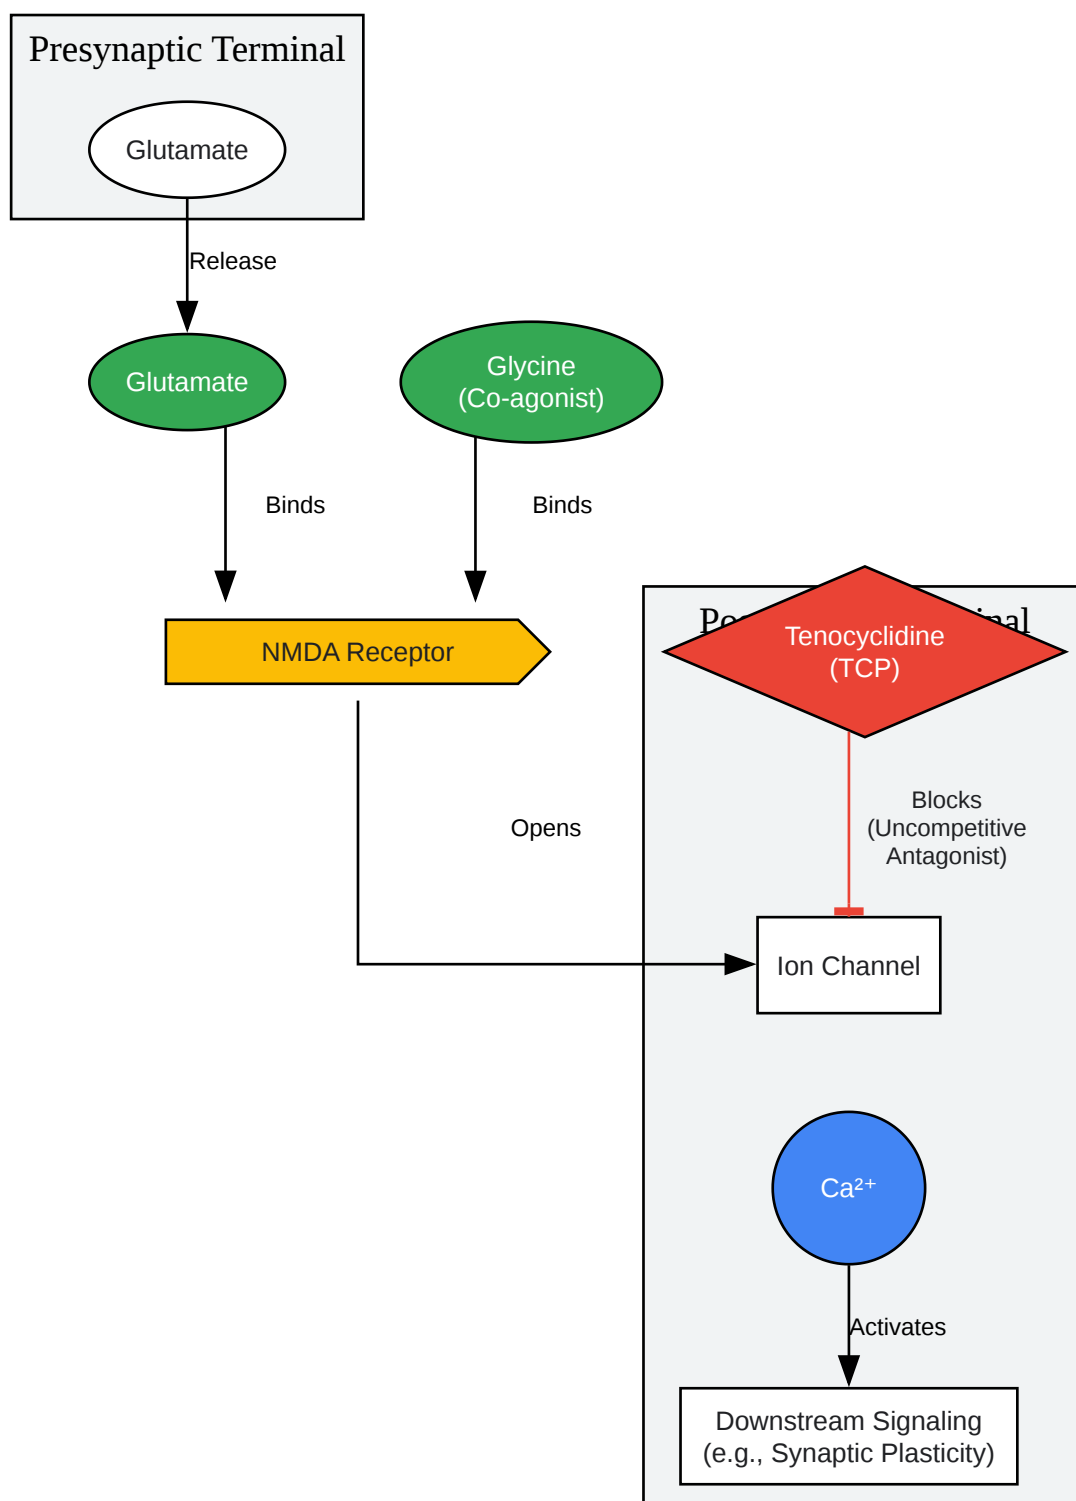 Presynaptic Terminal
Glutamate
Release
Glutamate
Glycine
(Co-agonist)
Binds
Binds
NMDA Receptor
Tenocyclidine
(TCP)
Blocks
(Uncompetitive
Antagonist)
Opens
Ion Channel
Ca²⁺
Activates
Downstream Signaling
(e.g., Synaptic Plasticity)